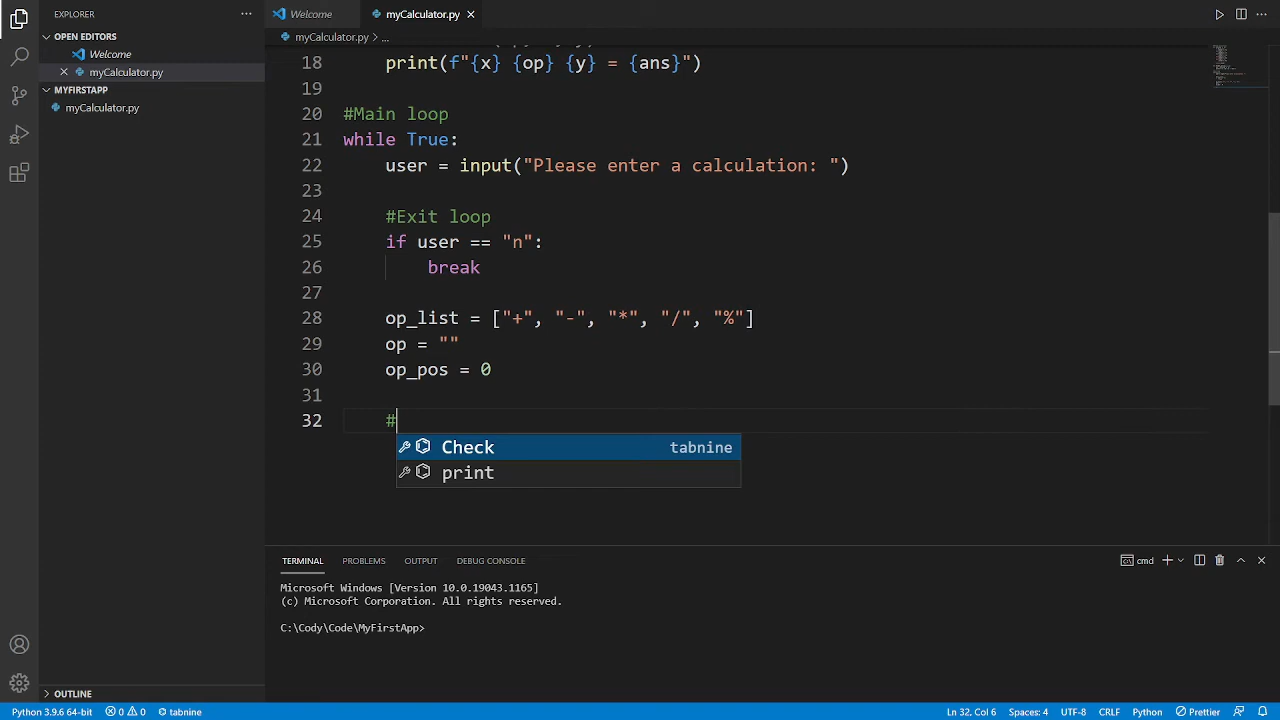 EXPLORER
OPEN EDITORS
Welcome
myCalculator.py
MYFIRSTAPP
myCalculator.py
OUTLINE
Welcome
myCalculator.py
myCalculator.py > ...
18 print(f"{x} {op} {y} = {ans}")
19
20 #Main loop
21 while True:
22 user = input("Please enter a calculation: ")
23
24 #Exit loop
25 if user == "n":
26 break
27
28 op_list = ["+", "-", "*", "/", "%"]
29 op = ""
30 op_pos = 0
31
32 #
Check tabnine
print
TERMINAL PROBLEMS OUTPUT DEBUG CONSOLE
cmd
Microsoft Windows [Version 10.0.19043.1165]
(c) Microsoft Corporation. All rights reserved.
C:\Cody\Code\MyFirstApp>
Python 3.9.6 64-bit 0 0 tabnine Ln 32, Col 6 Spaces: 4 UTF-8 CRLF Python Prettier